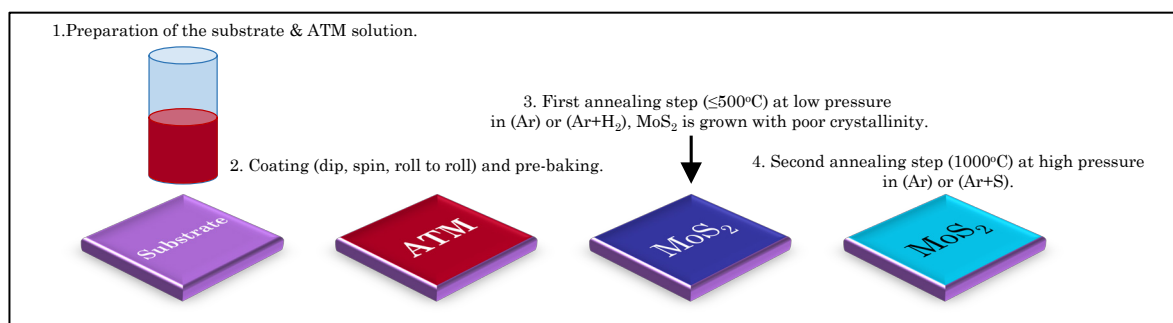 1.Preparation of the substrate & ATM solution.
3. First annealing step (≤500°C) at low pressure
in (Ar) or (Ar+H₂), MoS₂ is grown with poor crystallinity.
2. Coating (dip, spin, roll to roll) and pre-baking.
4. Second annealing step (1000°C) at high pressure
in (Ar) or (Ar+S).
Substrate
ATM
MoS₂
MoS₂